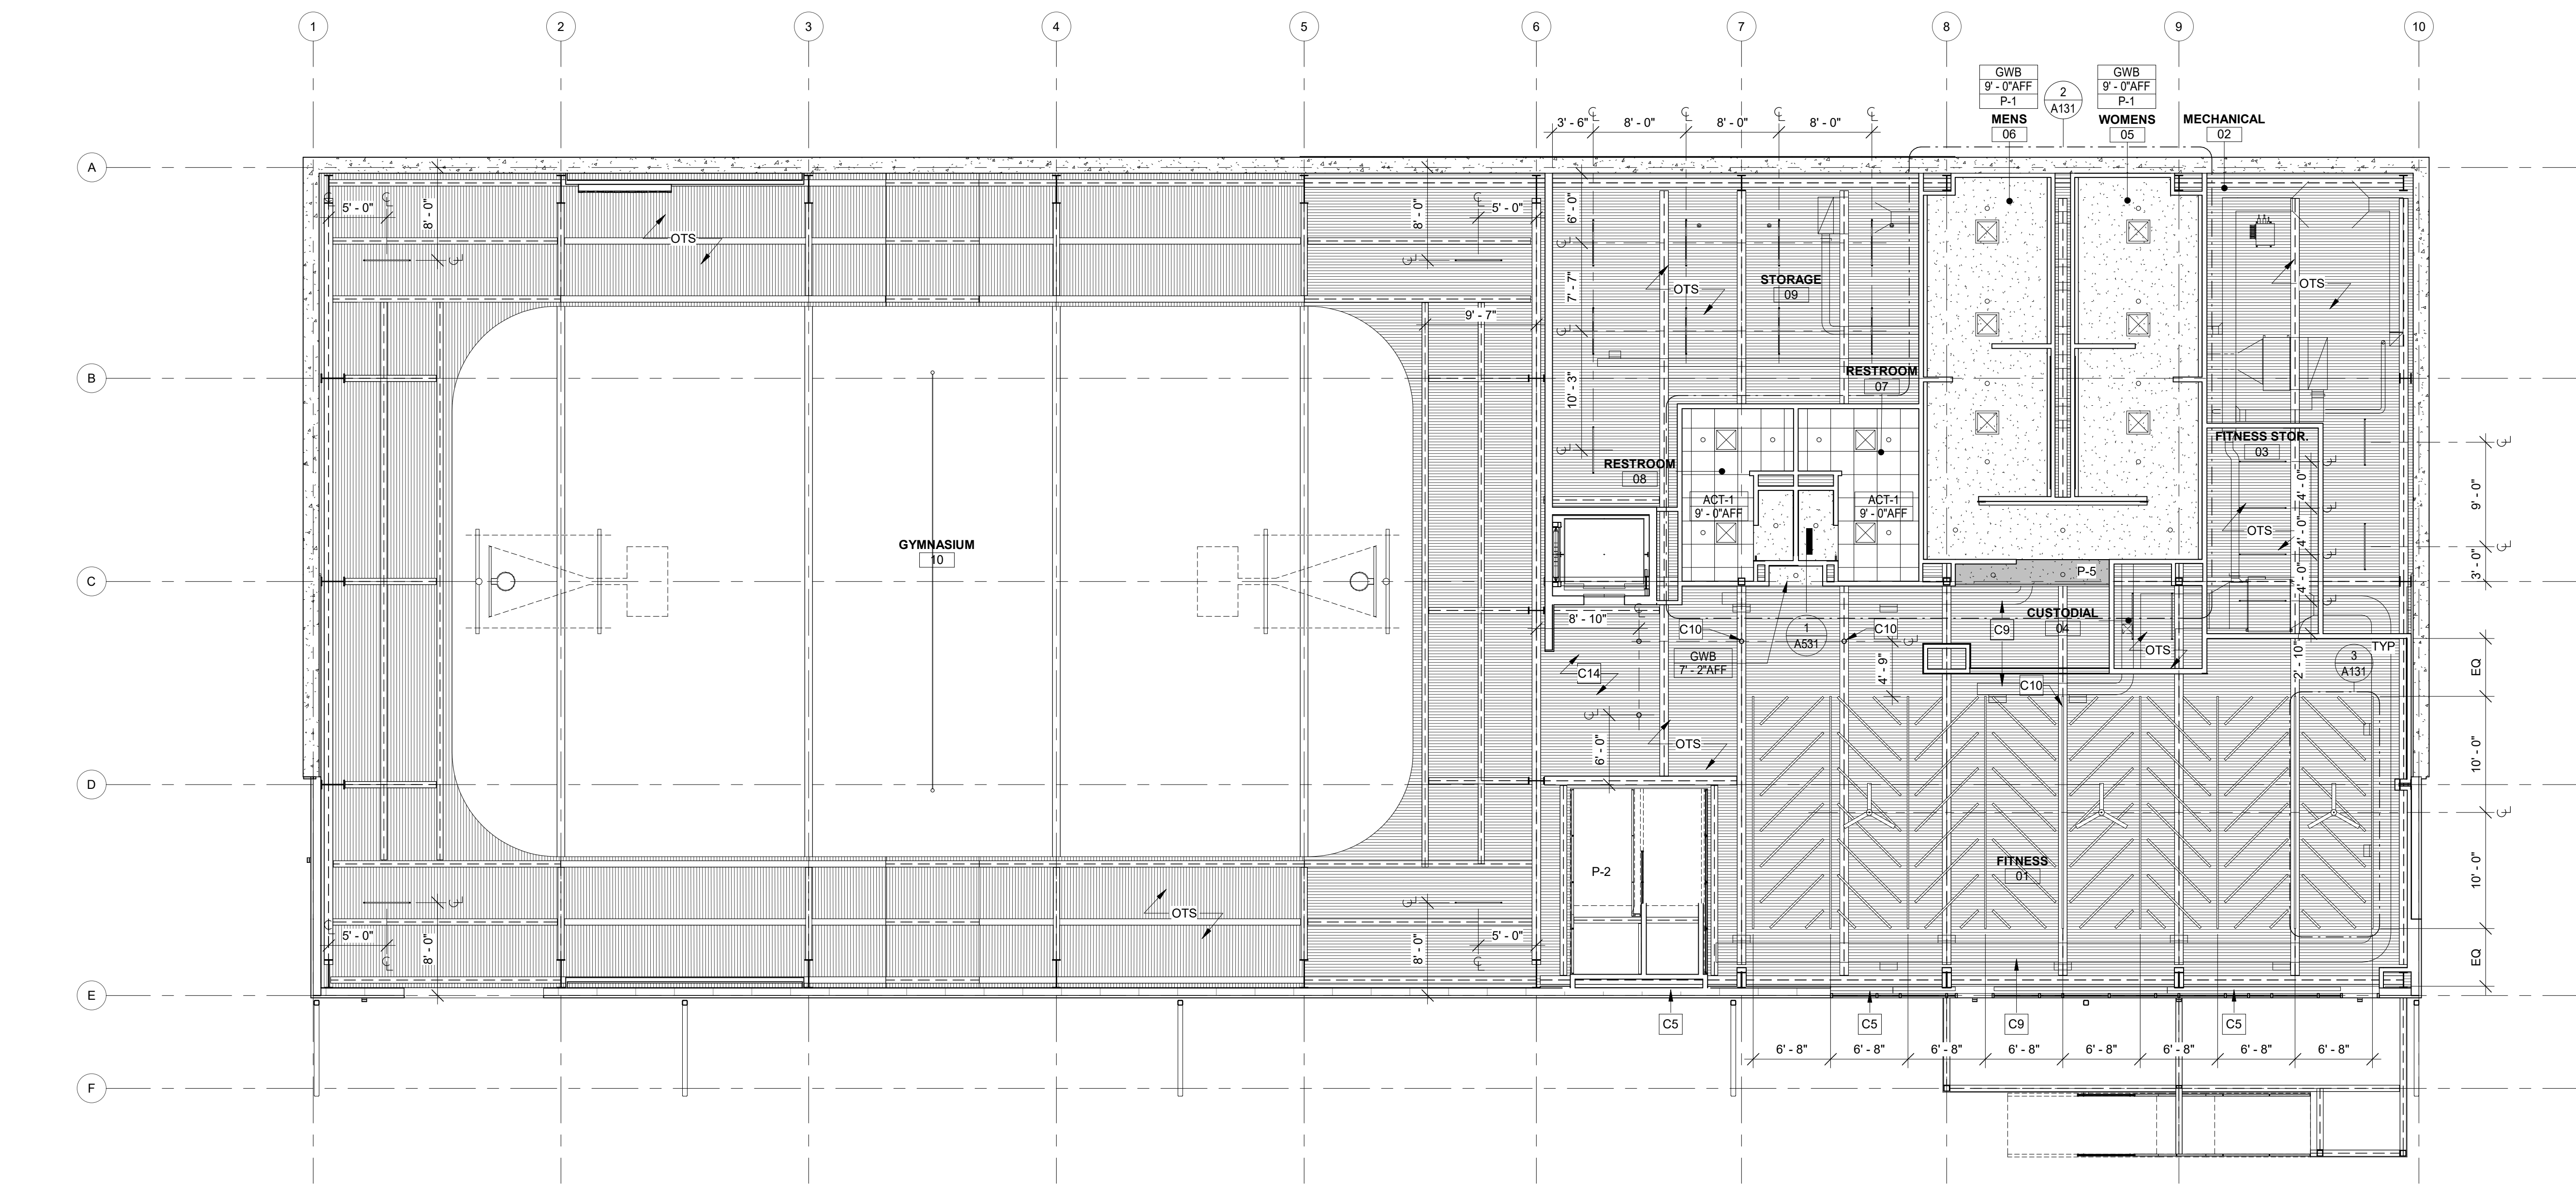 1 2 3 4 5 6 7 8 9 10
GWB
9' - 0"AFF
P-1
MENS
06
2
A131
GWB
9' - 0"AFF
P-1
WOMENS
05
MECHANICAL
02
3' - 6" 8' - 0" 8' - 0" 8' - 0"
A
5' - 0"
8' - 0"
OTS
8' - 0"
5' - 0"
6' - 0"
7' - 7"
10' - 3"
OTS
STORAGE
09
OTS
9' - 7"
B
RESTROOM
07
RESTROOM
08
ACT-1
9' - 0"AFF
ACT-1
9' - 0"AFF
FITNESS STOR.
03
4' - 0"
4' - 0"
4' - 0"
OTS
9' - 0"
3' - 0"
GYMNASIUM
10
C
P-5
8' - 10"
C10
1
A531
C10
C9
CUSTODIAL
04
OTS
GWB
7' - 2"AFF
C14
4' - 9"
C10
2' - 10"
3
A131
TYP
EQ
6' - 0"
OTS
10' - 0"
D
P-2
FITNESS
01
10' - 0"
OTS
5' - 0"
8' - 0"
8' - 0"
5' - 0"
EQ
E
C5
C5
C9
C5
6' - 8" 6' - 8" 6' - 8" 6' - 8" 6' - 8" 6' - 8" 6' - 8" 6' - 8"
F